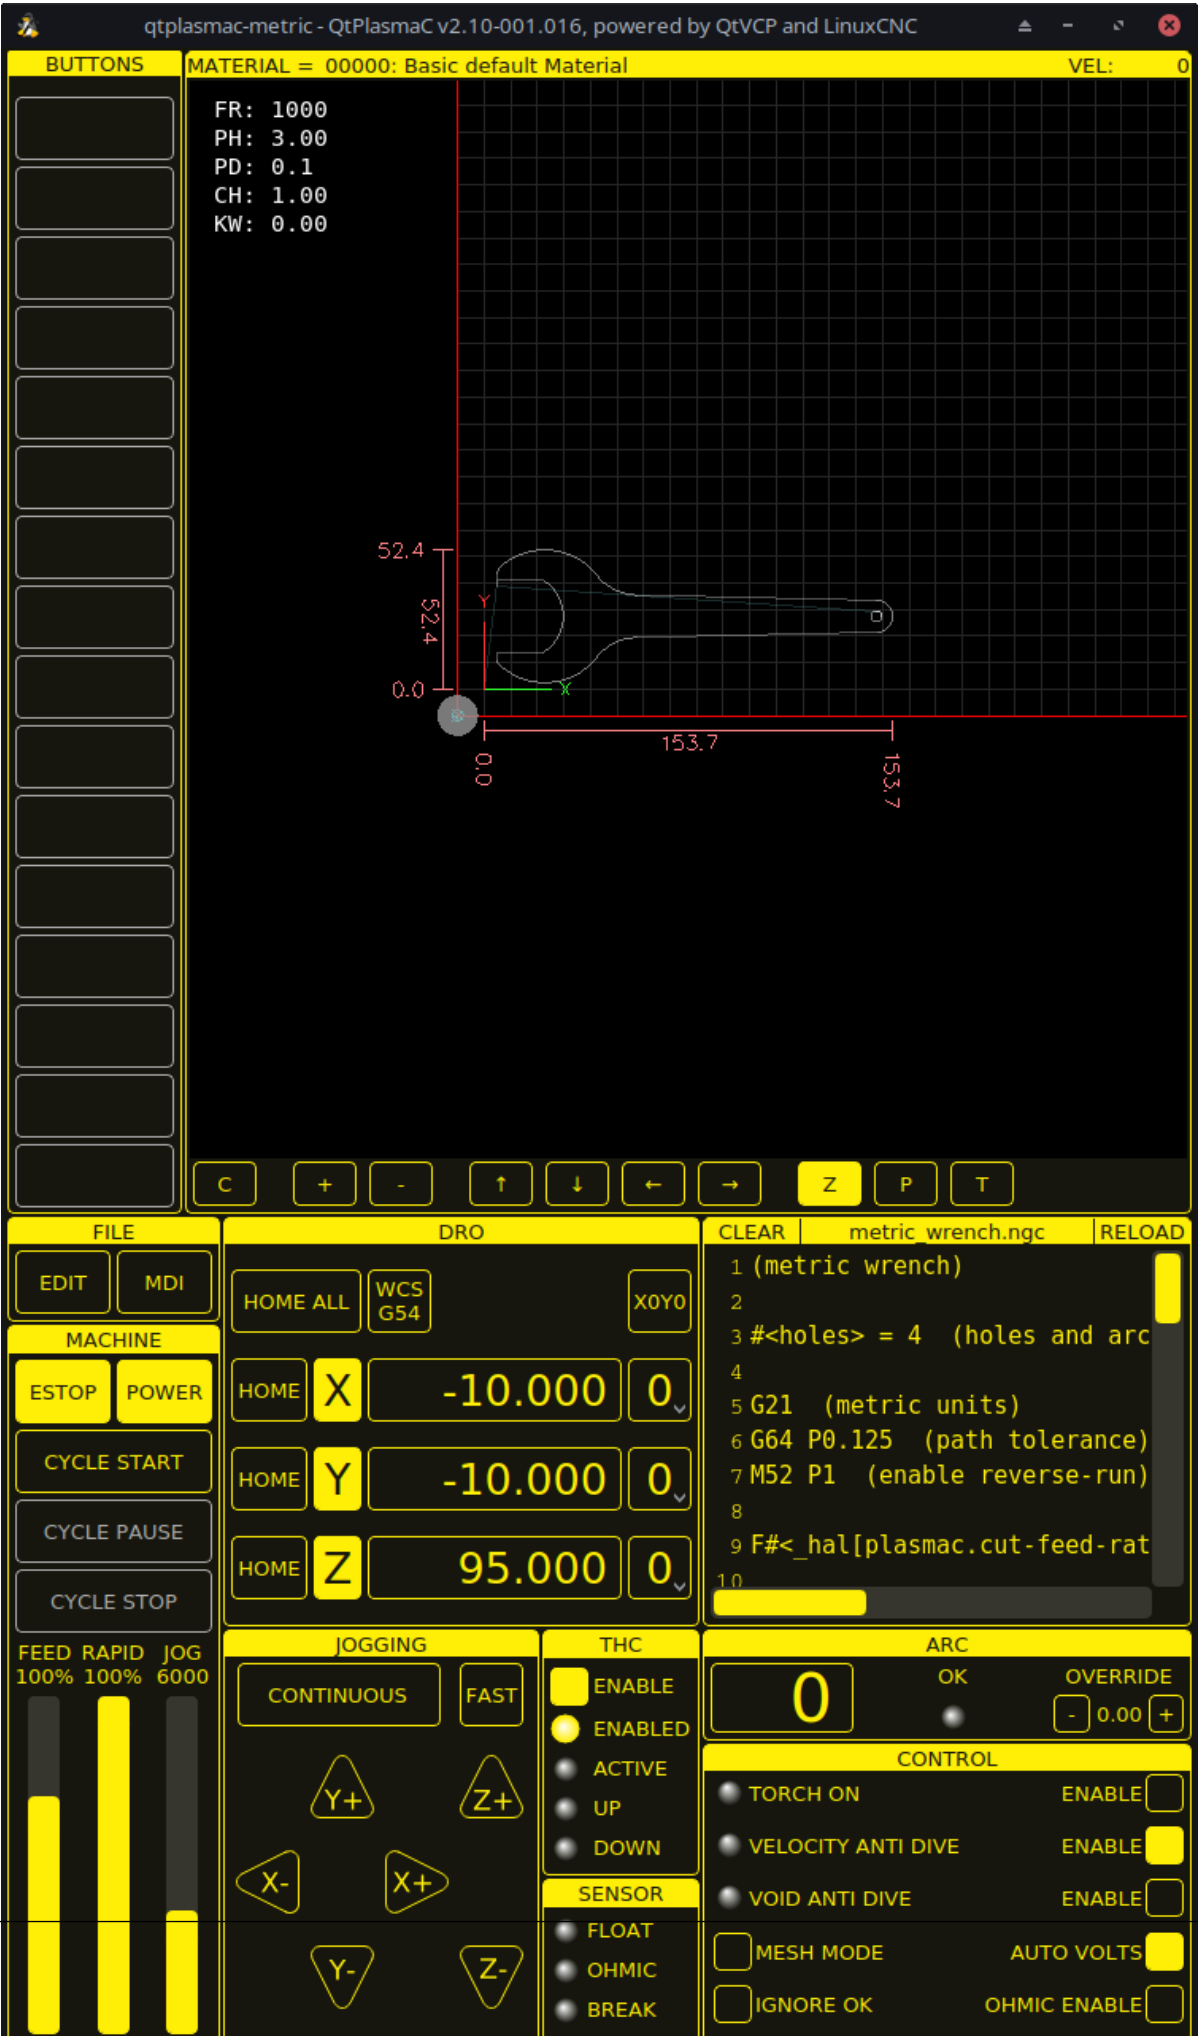 qtplasmac-metric - QtPlasmaC v2.10-001.016, powered by QtVCP and LinuxCNC
BUTTONS
MATERIAL = 00000: Basic default Material
VEL: 0
FR: 1000
PH: 3.00
PD: 0.1
CH: 1.00
KW: 0.00
52.4
52.4
0.0
Y
X
153.7
0.0
153.7
C + - ↑ ↓ ← → Z P T
FILE
EDIT MDI
MACHINE
ESTOP POWER
CYCLE START
CYCLE PAUSE
CYCLE STOP
FEED RAPID JOG
100% 100% 6000
DRO
HOME ALL
WCS
G54
X0Y0
HOME X -10.000 0
HOME Y -10.000 0
HOME Z 95.000 0
CLEAR metric_wrench.ngc RELOAD
1 (metric wrench)
2
3 #<holes> = 4  (holes and arc
4
5 G21  (metric units)
6 G64 P0.125  (path tolerance)
7 M52 P1  (enable reverse-run)
8
9 F#<_hal[plasmac.cut-feed-rat
10
JOGGING
CONTINUOUS FAST
Y+ Z+
X- X+
Y- Z-
THC
ENABLE
ENABLED
ACTIVE
UP
DOWN
SENSOR
FLOAT
OHMIC
BREAK
ARC
0
OK
OVERRIDE
- 0.00 +
CONTROL
TORCH ON ENABLE
VELOCITY ANTI DIVE ENABLE
VOID ANTI DIVE ENABLE
MESH MODE AUTO VOLTS
IGNORE OK OHMIC ENABLE